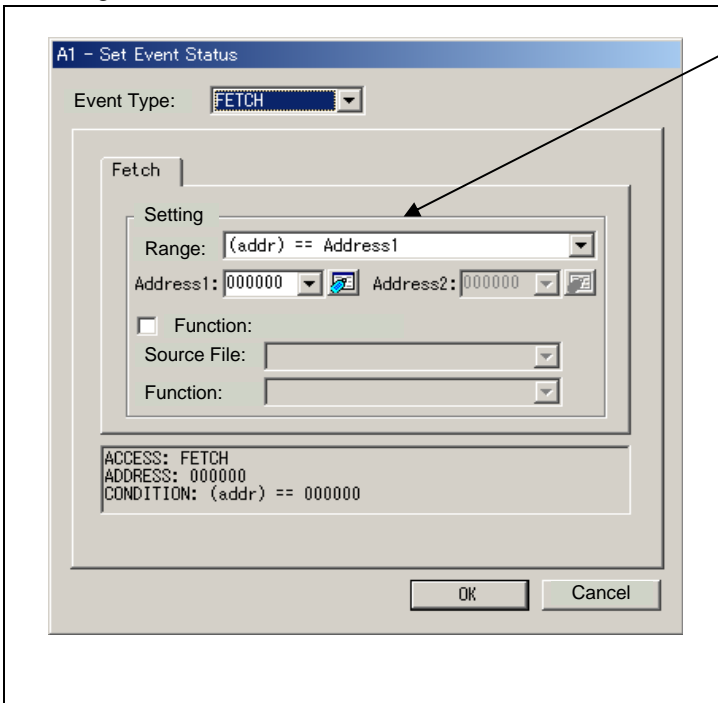 A1 - Set Event Status
Event Type: FETCH
Fetch
Setting
Range: (addr) == Address1
Address1: 000000 Address2: 000000
Function:
Source File:
Function:
ACCESS: FETCH
ADDRESS: 000000
CONDITION: (addr) == 000000
OK Cancel